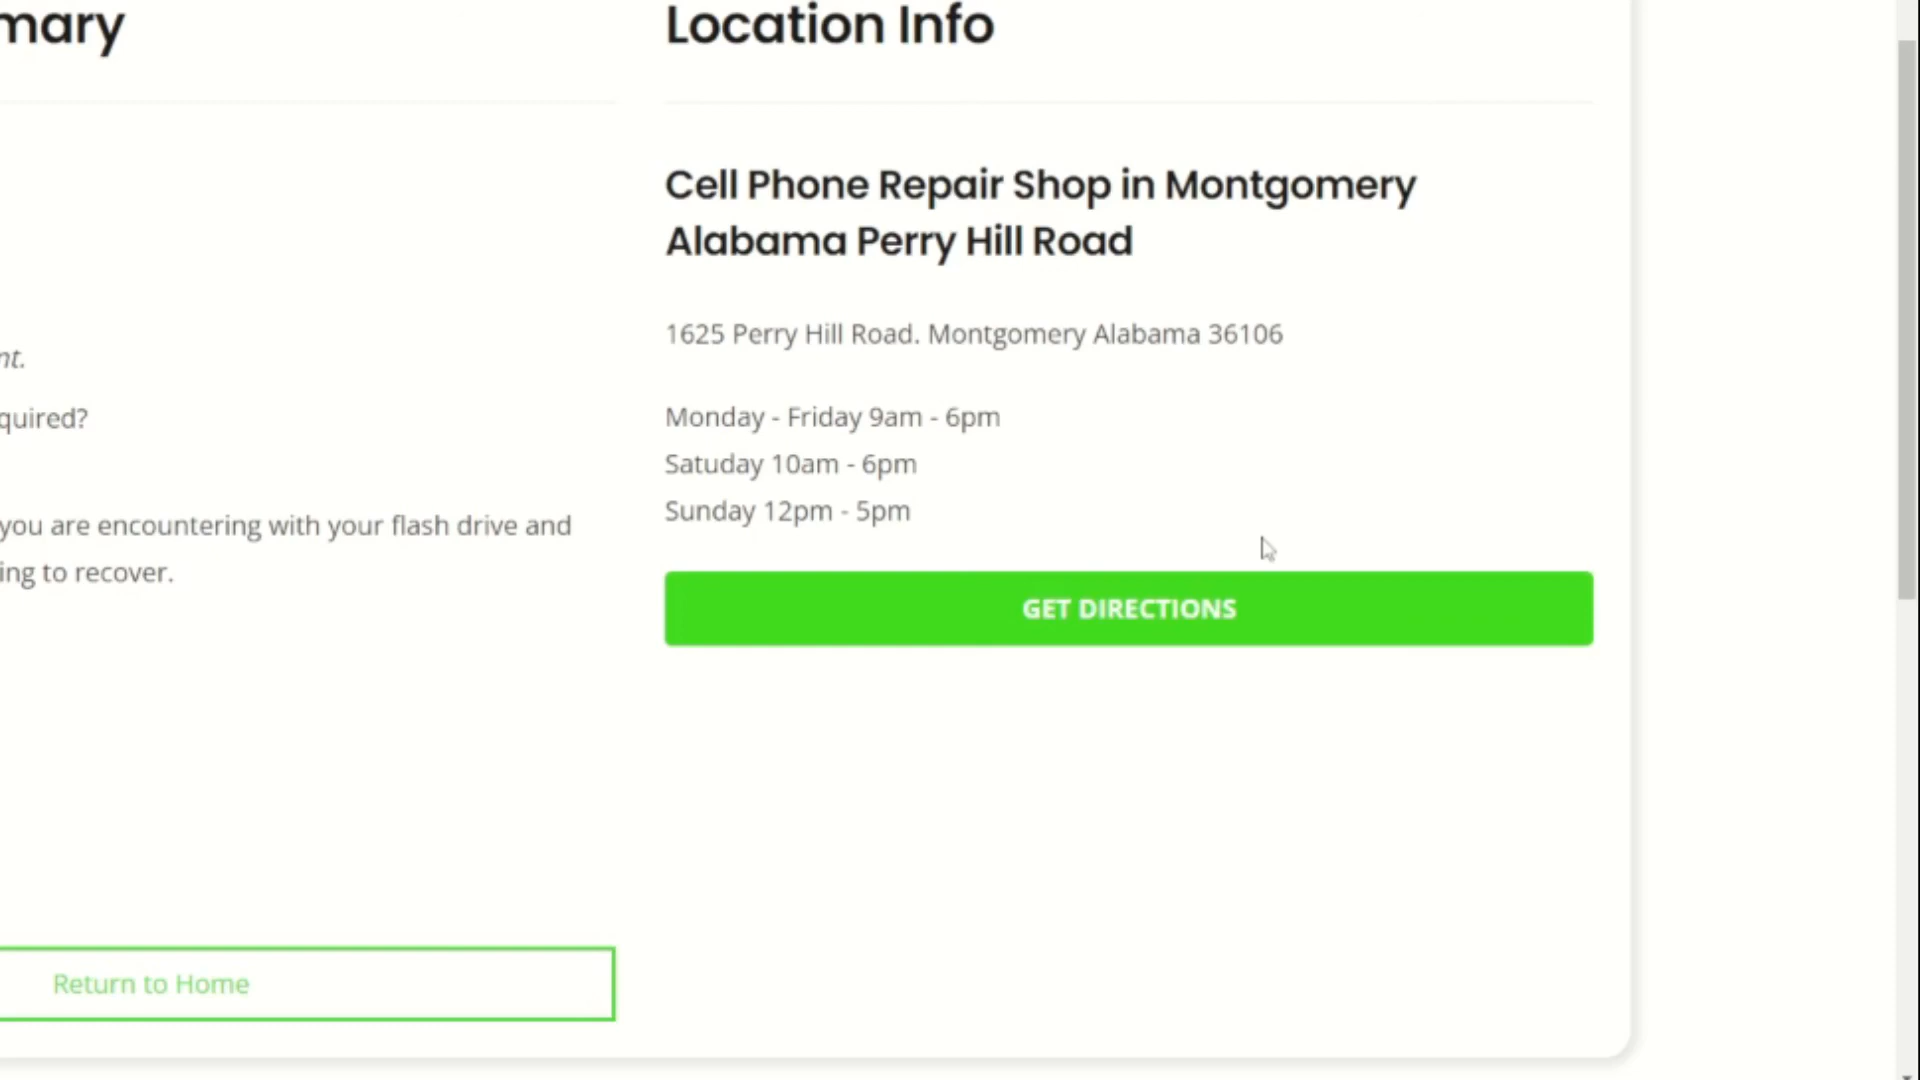 mary
Location Info
Cell Phone Repair Shop in Montgomery
Alabama Perry Hill Road
1625 Perry Hill Road. Montgomery Alabama 36106
nt.
quired?
Monday - Friday 9am - 6pm
Satuday 10am - 6pm
Sunday 12pm - 5pm
you are encountering with your flash drive and
ing to recover.
GET DIRECTIONS
Return to Home